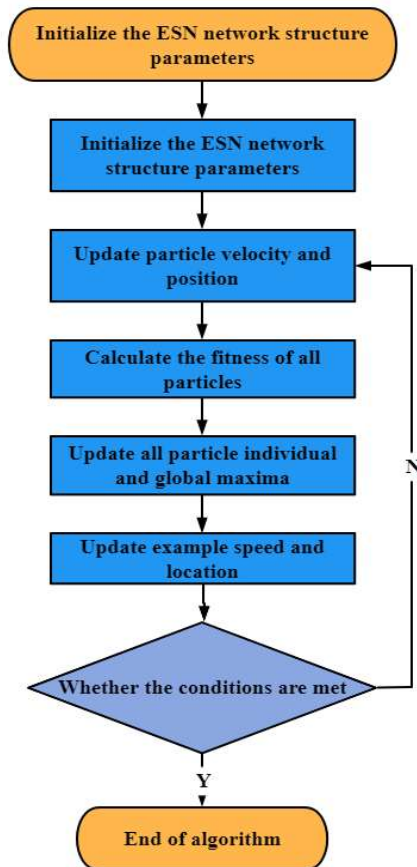 Initialize the ESN network structure
parameters
Initialize the ESN network
structure parameters
Update particle velocity and
position
Calculate the fitness of all
particles
Update all particle individual
and global maxima
Update example speed and
location
Whether the conditions are met
N
Y
End of algorithm